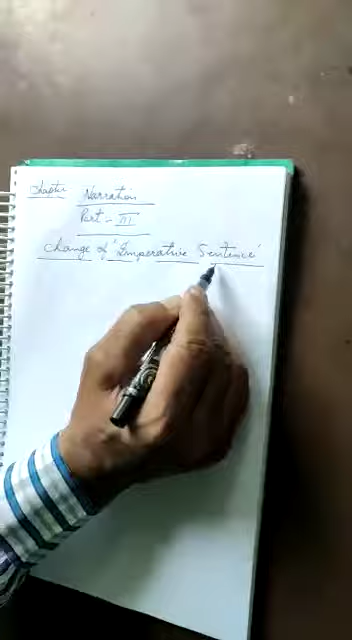 Chapter Narration
Part - III
Change of 'Imperative Sentence'